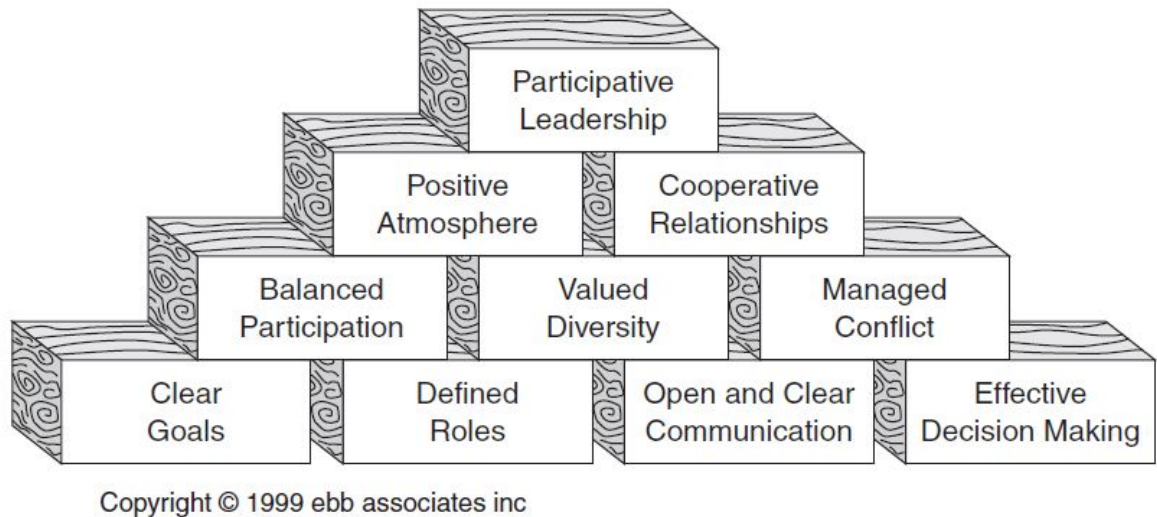 Participative
Leadership
Positive
Atmosphere
Cooperative
Relationships
Balanced
Participation
Valued
Diversity
Managed
Conflict
Clear
Goals
Defined
Roles
Open and Clear
Communication
Effective
Decision Making
Copyright © 1999 ebb associates inc